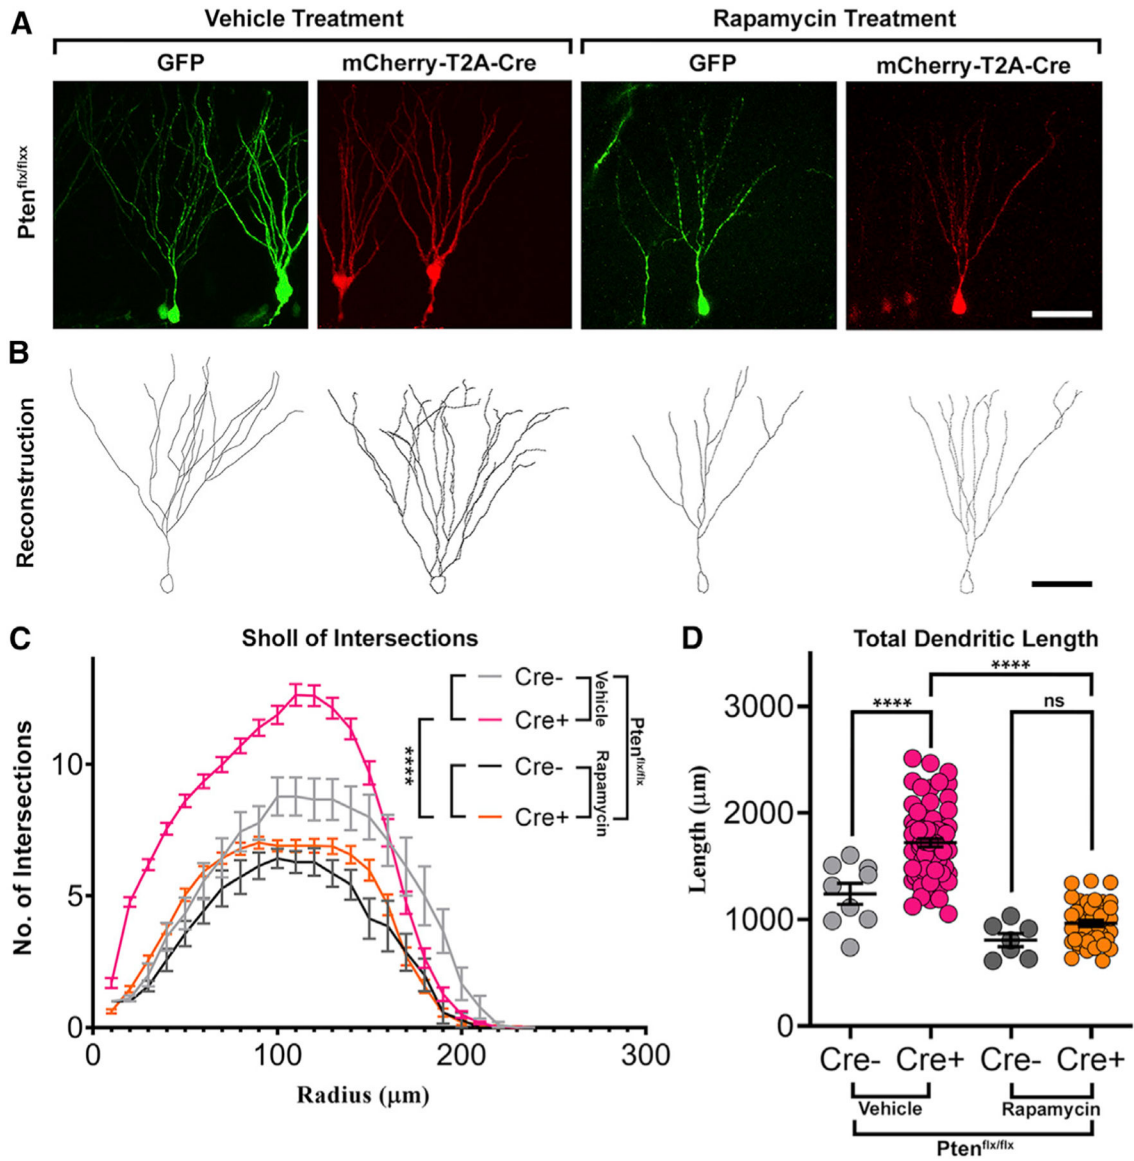 A
Vehicle Treatment
Rapamycin Treatment
GFP
mCherry-T2A-Cre
GFP
mCherry-T2A-Cre
Pten flx/flxx
B
Reconstruction
C
Sholl of Intersections
No. of Intersections
10
5
0
0
100
200
300
Radius (μm)
Cre-
Cre+
Vehicle
Cre-
Cre+
Rapamycin
Pten flx/flx
****
D
Total Dendritic Length
Length (μm)
3000
2000
1000
0
****
****
ns
Cre- Cre+ Cre- Cre+
Vehicle
Rapamycin
Pten flx/flx